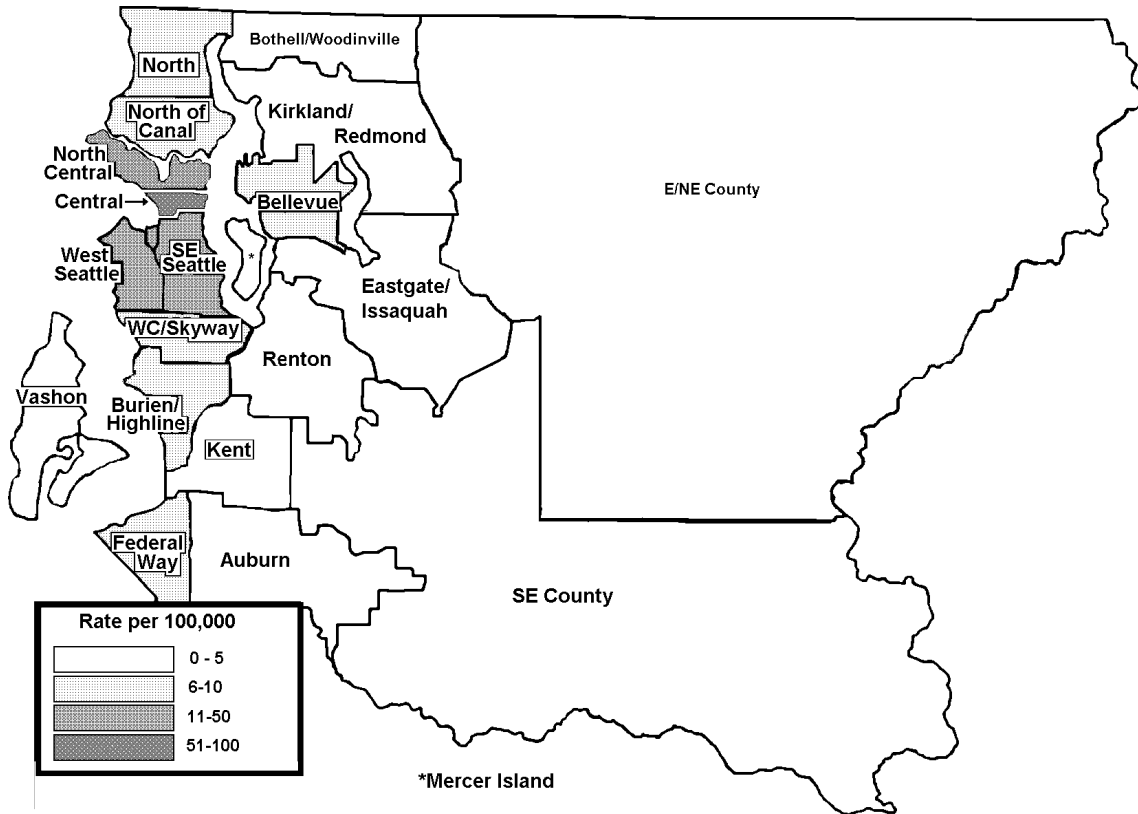 Bothell/Woodinville
North
North of
Canal
Kirkland/
Redmond
North
Central
E/NE County
Central
Bellevue
West
Seattle
SE
Seattle
*
Eastgate/
Issaquah
WC/Skyway
Renton
Vashon
Burien/
Highline
Kent
Federal
Way
Auburn
SE County
Rate per 100,000
0 - 5
6-10
11-50
51-100
*Mercer Island